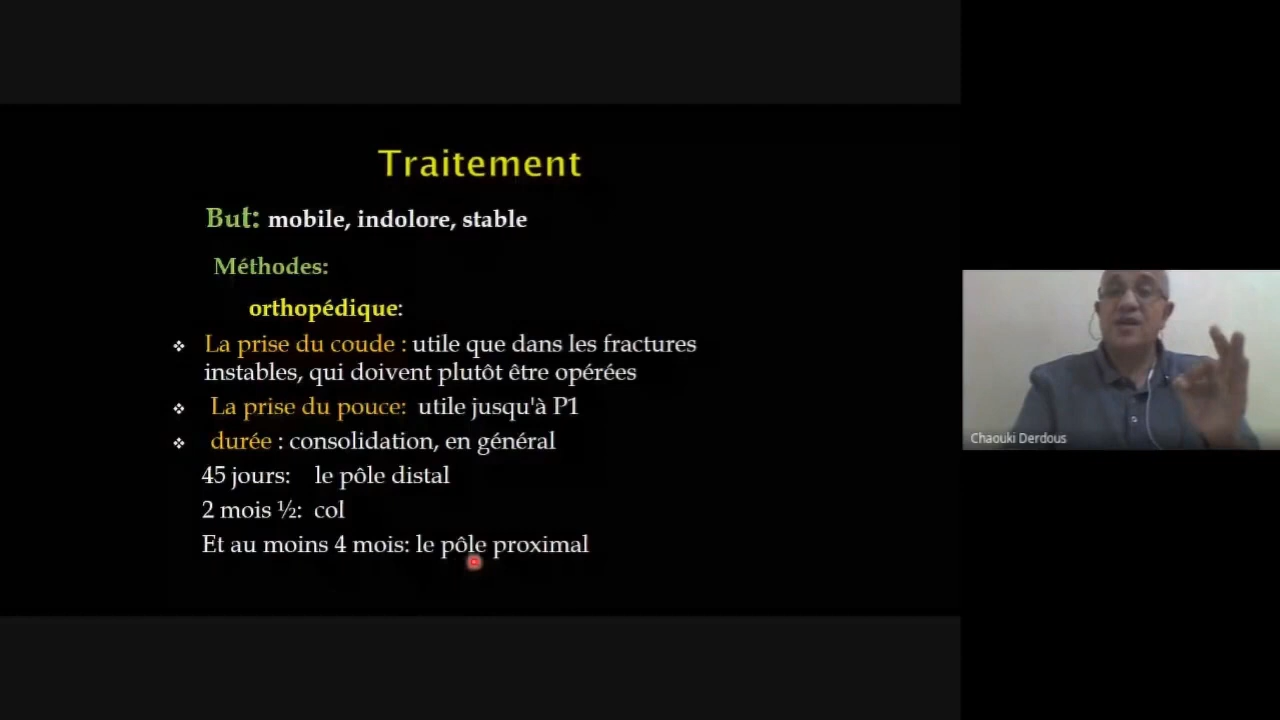 Traitement
But: mobile, indolore, stable
Méthodes:
orthopédique:
❖ La prise du coude : utile que dans les fractures
instables, qui doivent plutôt être opérées
❖ La prise du pouce: utile jusqu'à P1
❖ durée : consolidation, en général
45 jours: le pôle distal
2 mois ½: col
Et au moins 4 mois: le pôle proximal
Chaouki Derdous